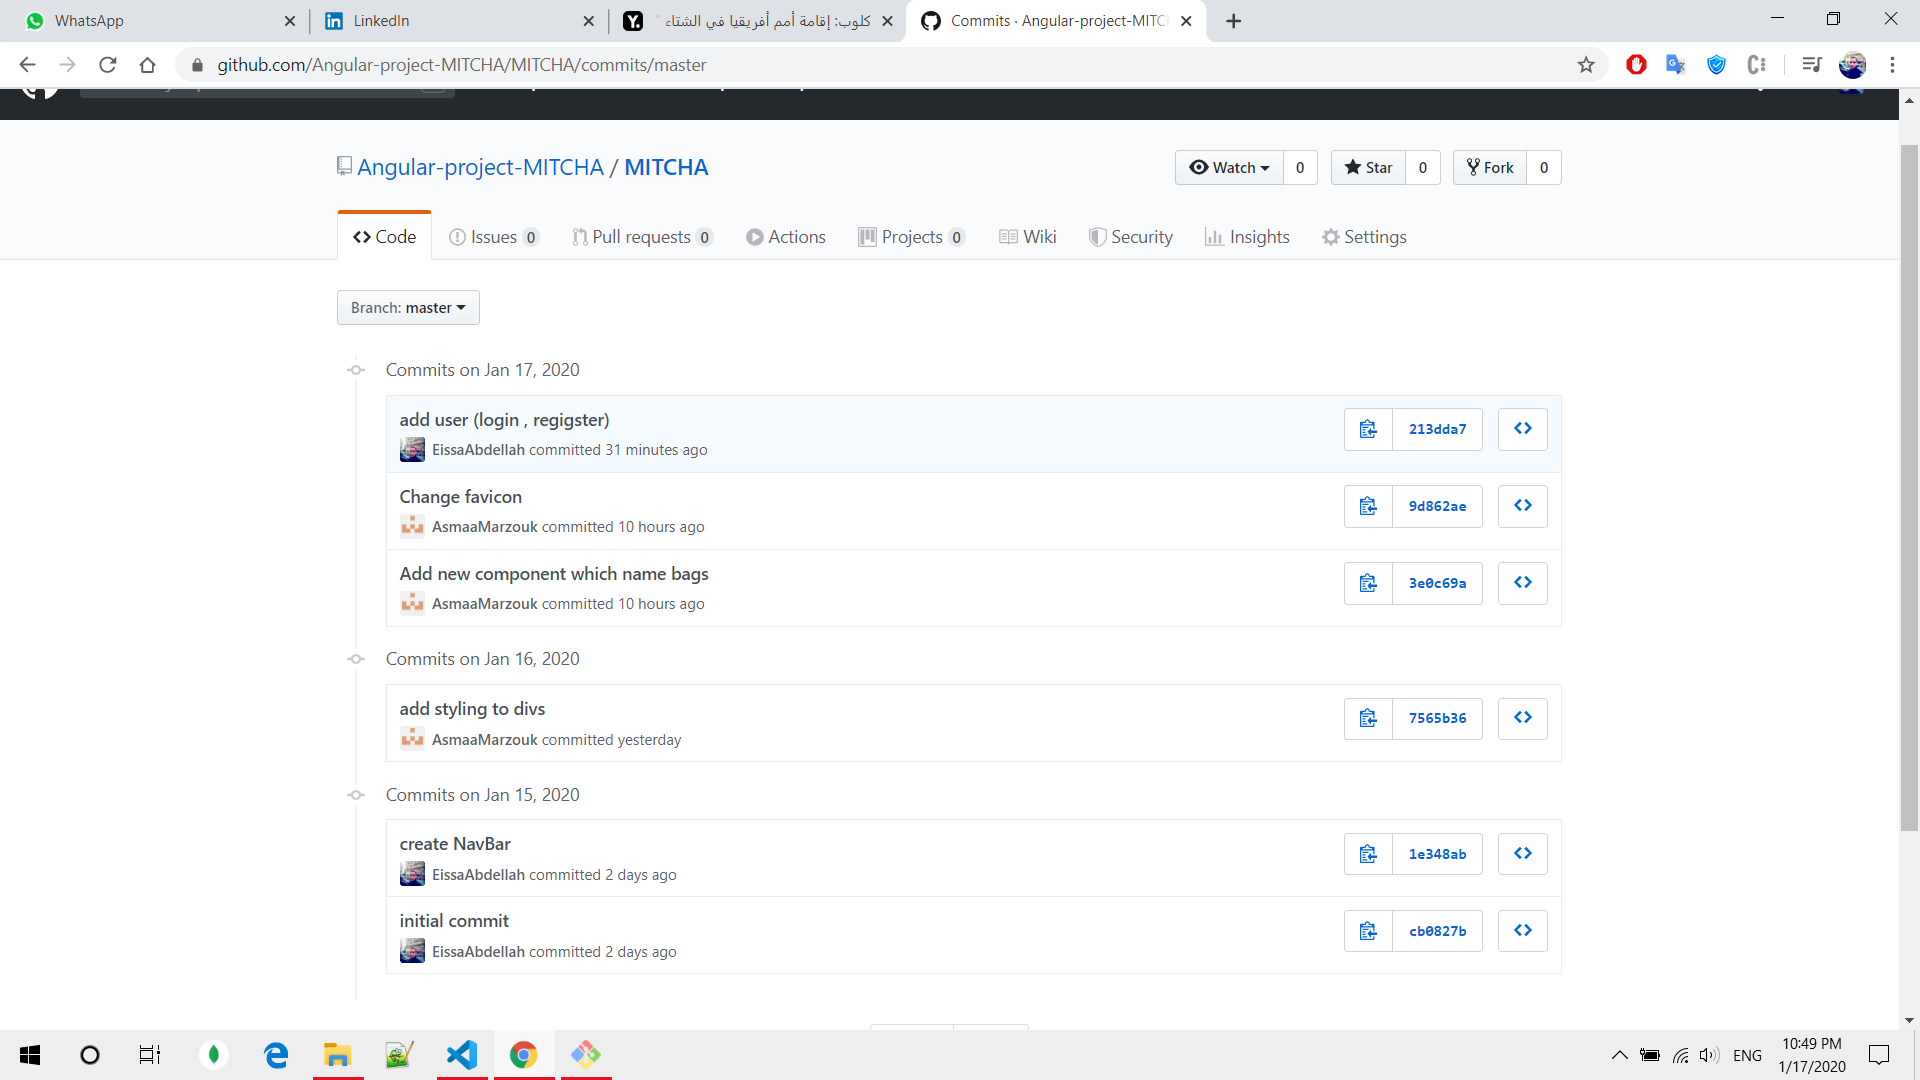 WhatsApp
LinkedIn
كلوب: إقامة أمم أفريقيا في الشتاء "
Commits · Angular-project-MITCH
github.com/Angular-project-MITCHA/MITCHA/commits/master
Angular-project-MITCHA / MITCHA
Watch 0
Star 0
Fork 0
Code
Issues 0
Pull requests 0
Actions
Projects 0
Wiki
Security
Insights
Settings
Branch: master
Commits on Jan 17, 2020
add user (login , regigster)
213dda7
EissaAbdellah committed 31 minutes ago
Change favicon
9d862ae
AsmaaMarzouk committed 10 hours ago
Add new component which name bags
3e0c69a
AsmaaMarzouk committed 10 hours ago
Commits on Jan 16, 2020
add styling to divs
7565b36
AsmaaMarzouk committed yesterday
Commits on Jan 15, 2020
create NavBar
1e348ab
EissaAbdellah committed 2 days ago
initial commit
cb0827b
EissaAbdellah committed 2 days ago
ENG
10:49 PM
1/17/2020